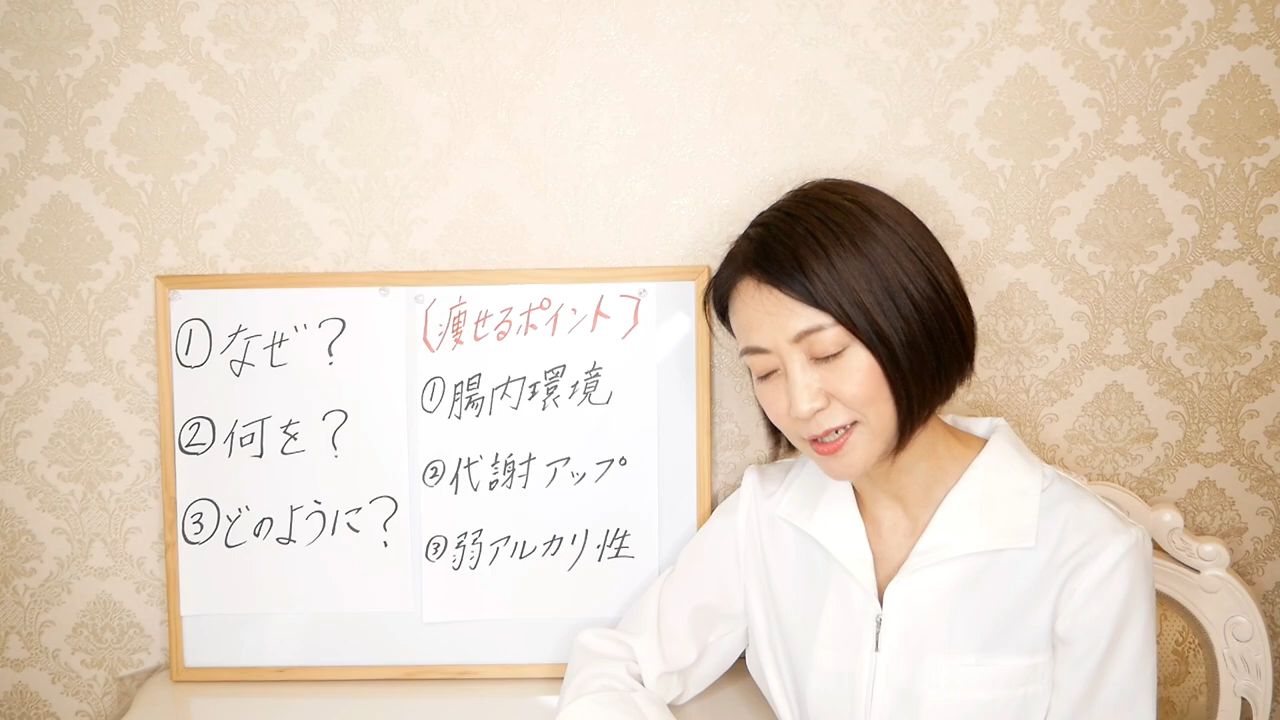 ①なぜ？
②何を？
③どのように？
〔痩せるポイント〕
①腸内環境
②代謝アップ
③弱アルカリ性